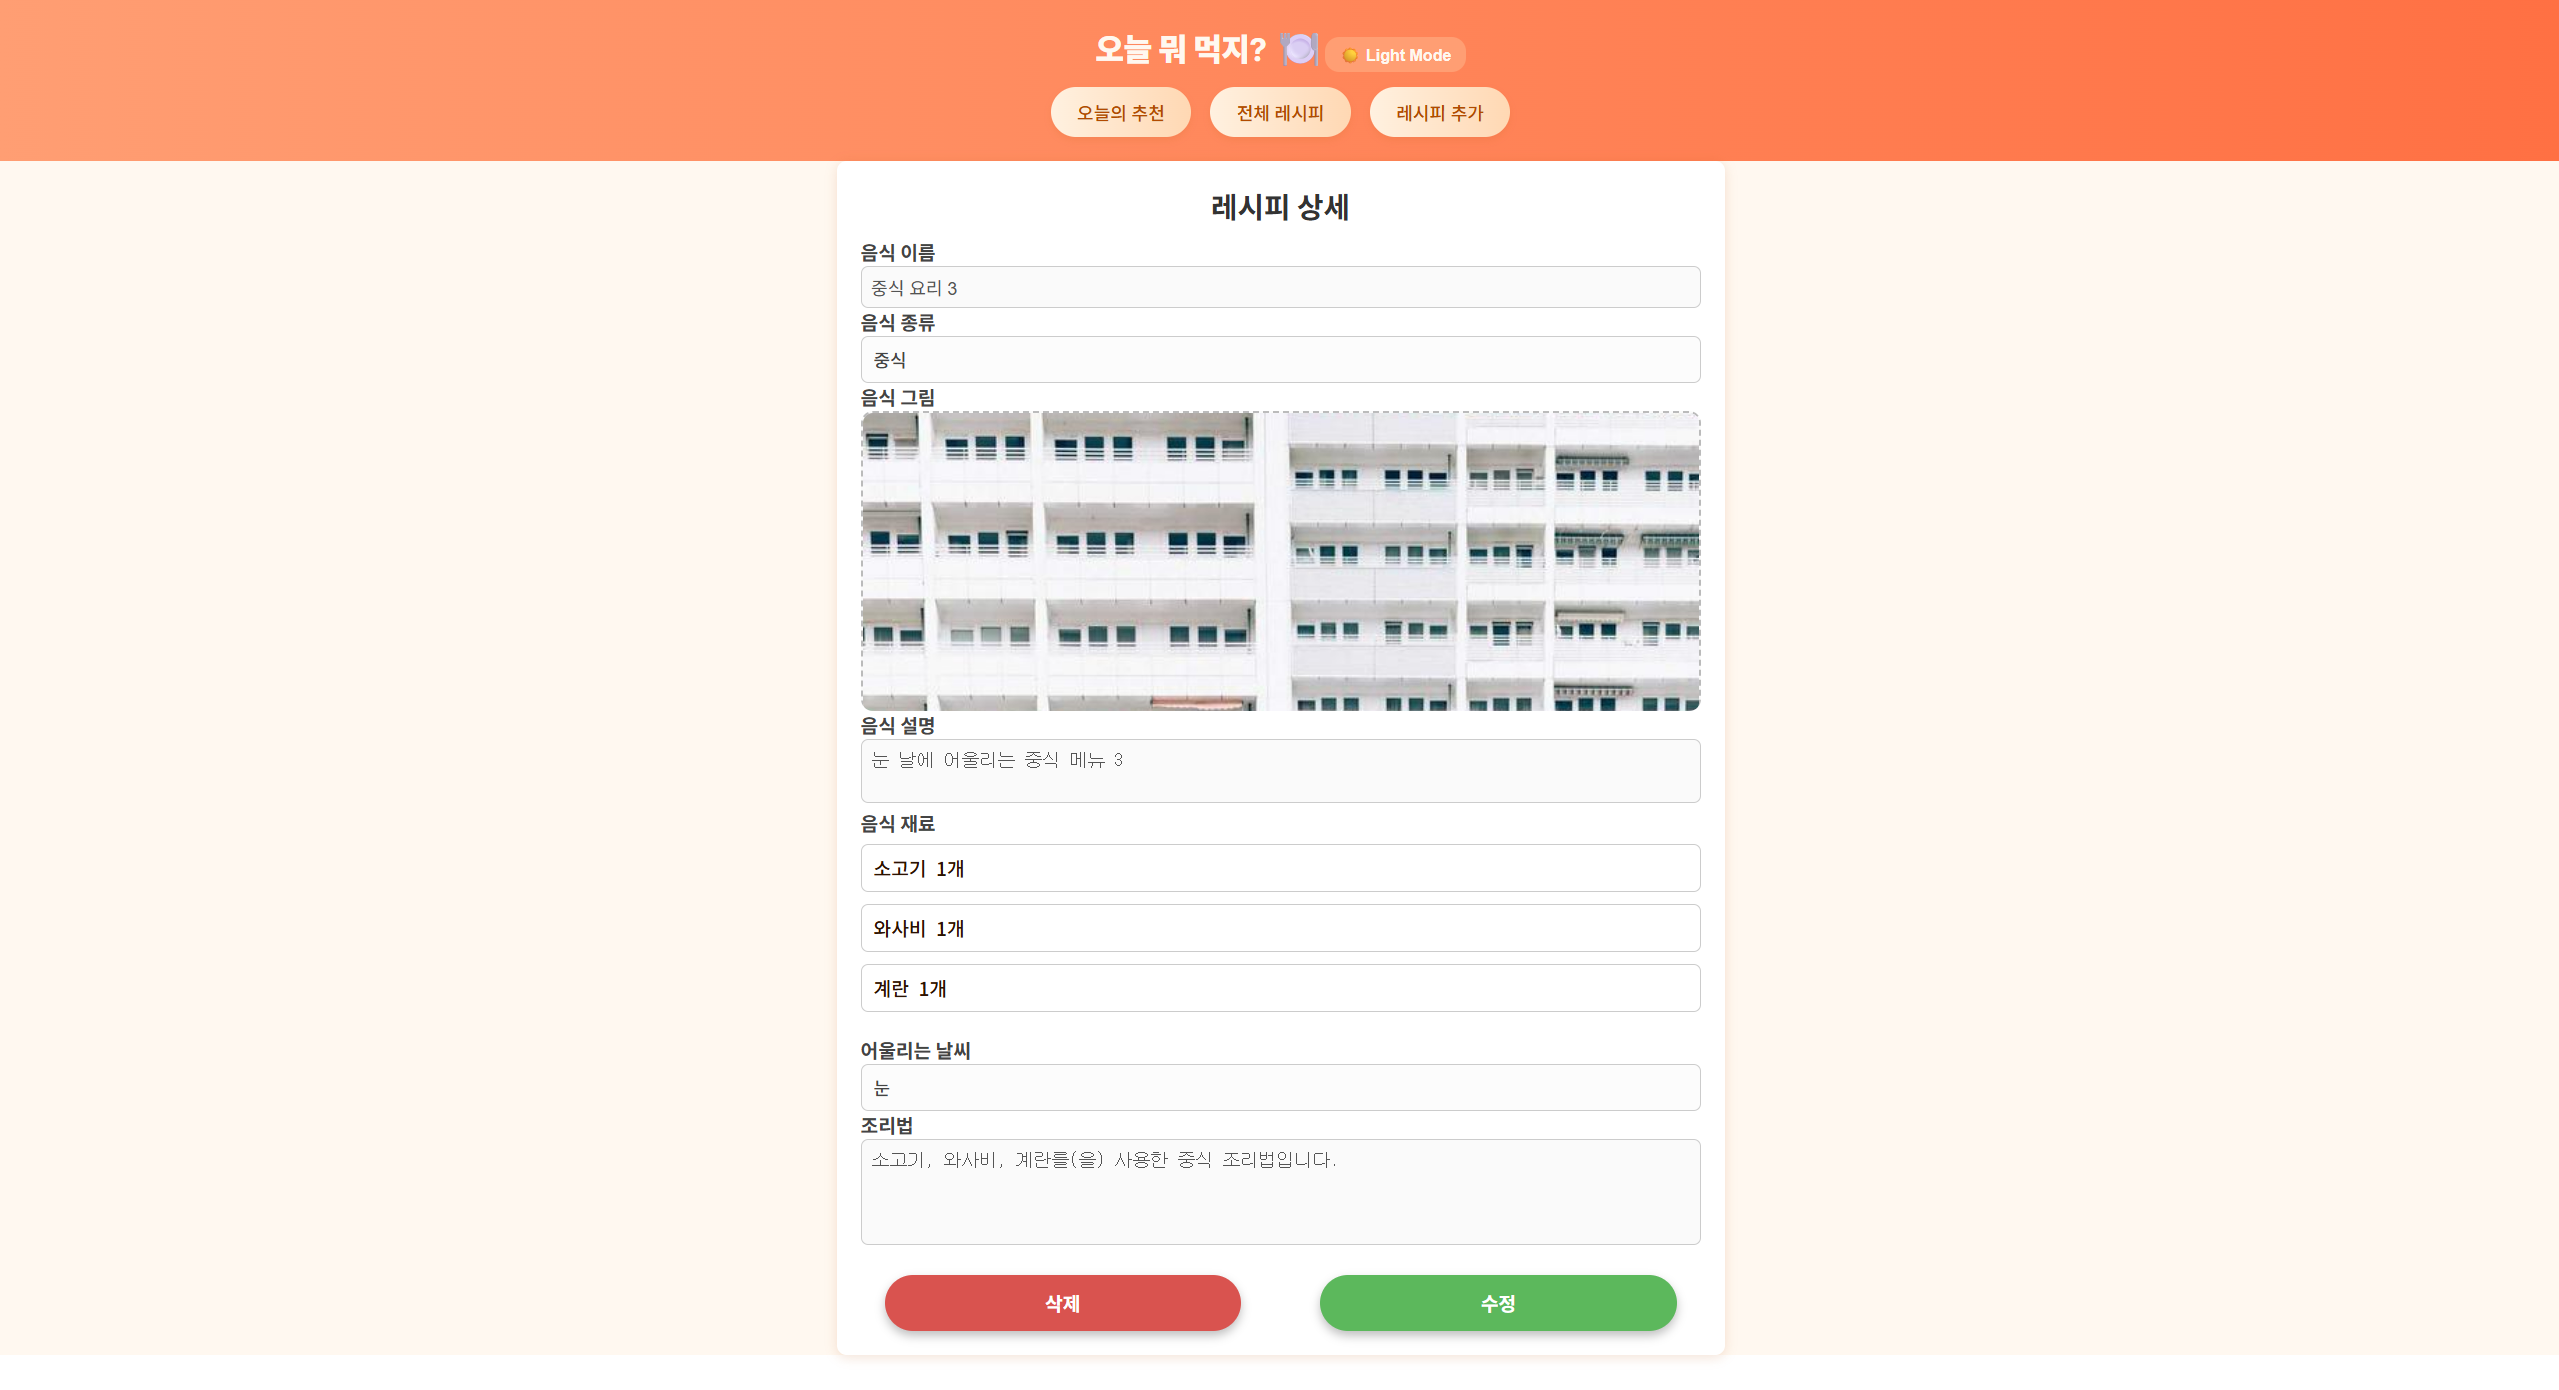 오늘 뭐 먹지? 🍽️
Light Mode
오늘의 추천
전체 레시피
레시피 추가
레시피 상세
음식 이름
중식 요리 3
음식 종류
중식
음식 그림
음식 설명
눈 날에 어울리는 중식 메뉴 3
음식 재료
소고기 1개
와사비 1개
계란 1개
어울리는 날씨
눈
조리법
소고기, 와사비, 계란를(을) 사용한 중식 조리법입니다.
삭제
수정